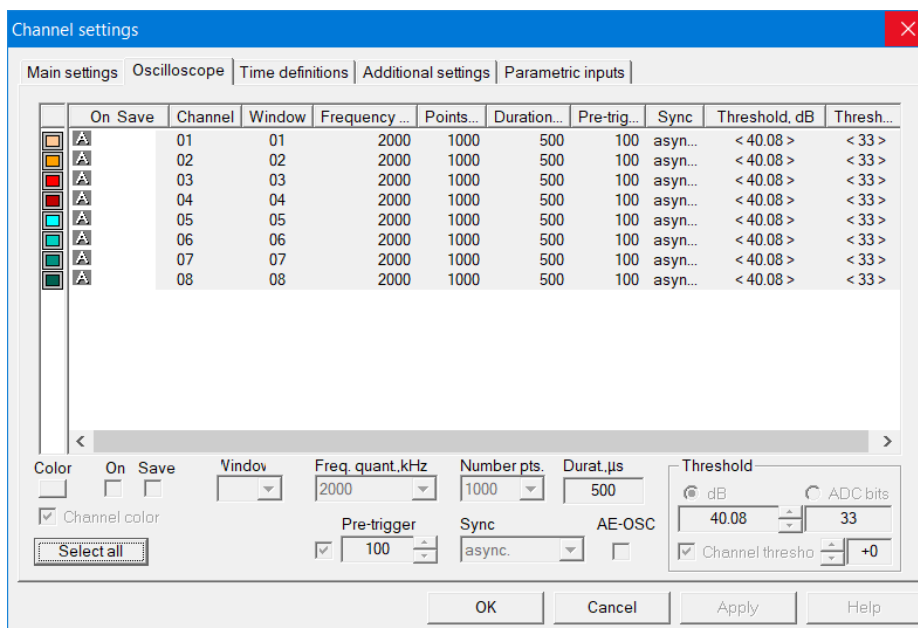 Channel settings
Main settings Oscilloscope Time definitions Additional settings Parametric inputs
On Save Channel Window Frequency ... Points... Duration... Pre-trig... Sync Threshold, dB Thresh...
A 01 01 2000 1000 500 100 asyn... < 40.08 > < 33 >
A 02 02 2000 1000 500 100 asyn... < 40.08 > < 33 >
A 03 03 2000 1000 500 100 asyn... < 40.08 > < 33 >
A 04 04 2000 1000 500 100 asyn... < 40.08 > < 33 >
A 05 05 2000 1000 500 100 asyn... < 40.08 > < 33 >
A 06 06 2000 1000 500 100 asyn... < 40.08 > < 33 >
A 07 07 2000 1000 500 100 asyn... < 40.08 > < 33 >
A 08 08 2000 1000 500 100 asyn... < 40.08 > < 33 >
Color On Save Window Freq. quant.,kHz Number pts. Durat.,µs Threshold
2000 1000 500 dB ADC bits
Channel color 40.08 33
Pre-trigger Sync AE-OSC
Select all 100 async. Channel thresho +0
OK Cancel Apply Help